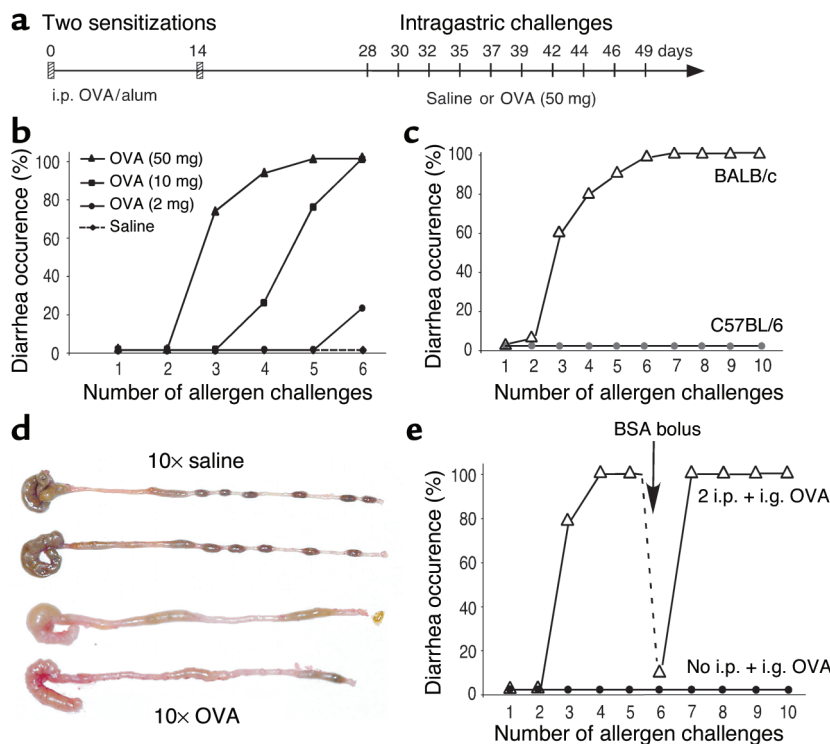 a
Two sensitizations
Intragastric challenges
0 14 28 30 32 35 37 39 42 44 46 49 days
i.p. OVA/alum
Saline or OVA (50 mg)
b
Diarrhea occurence (%)
100
80
60
40
20
0
OVA (50 mg)
OVA (10 mg)
OVA (2 mg)
Saline
1 2 3 4 5 6
Number of allergen challenges
c
Diarrhea occurence (%)
100
80
60
40
20
0
BALB/c
C57BL/6
1 2 3 4 5 6 7 8 9 10
Number of allergen challenges
d
10× saline
10× OVA
e
BSA bolus
Diarrhea occurence (%)
100
80
60
40
20
0
2 i.p. + i.g. OVA
No i.p. + i.g. OVA
1 2 3 4 5 6 7 8 9 10
Number of allergen challenges